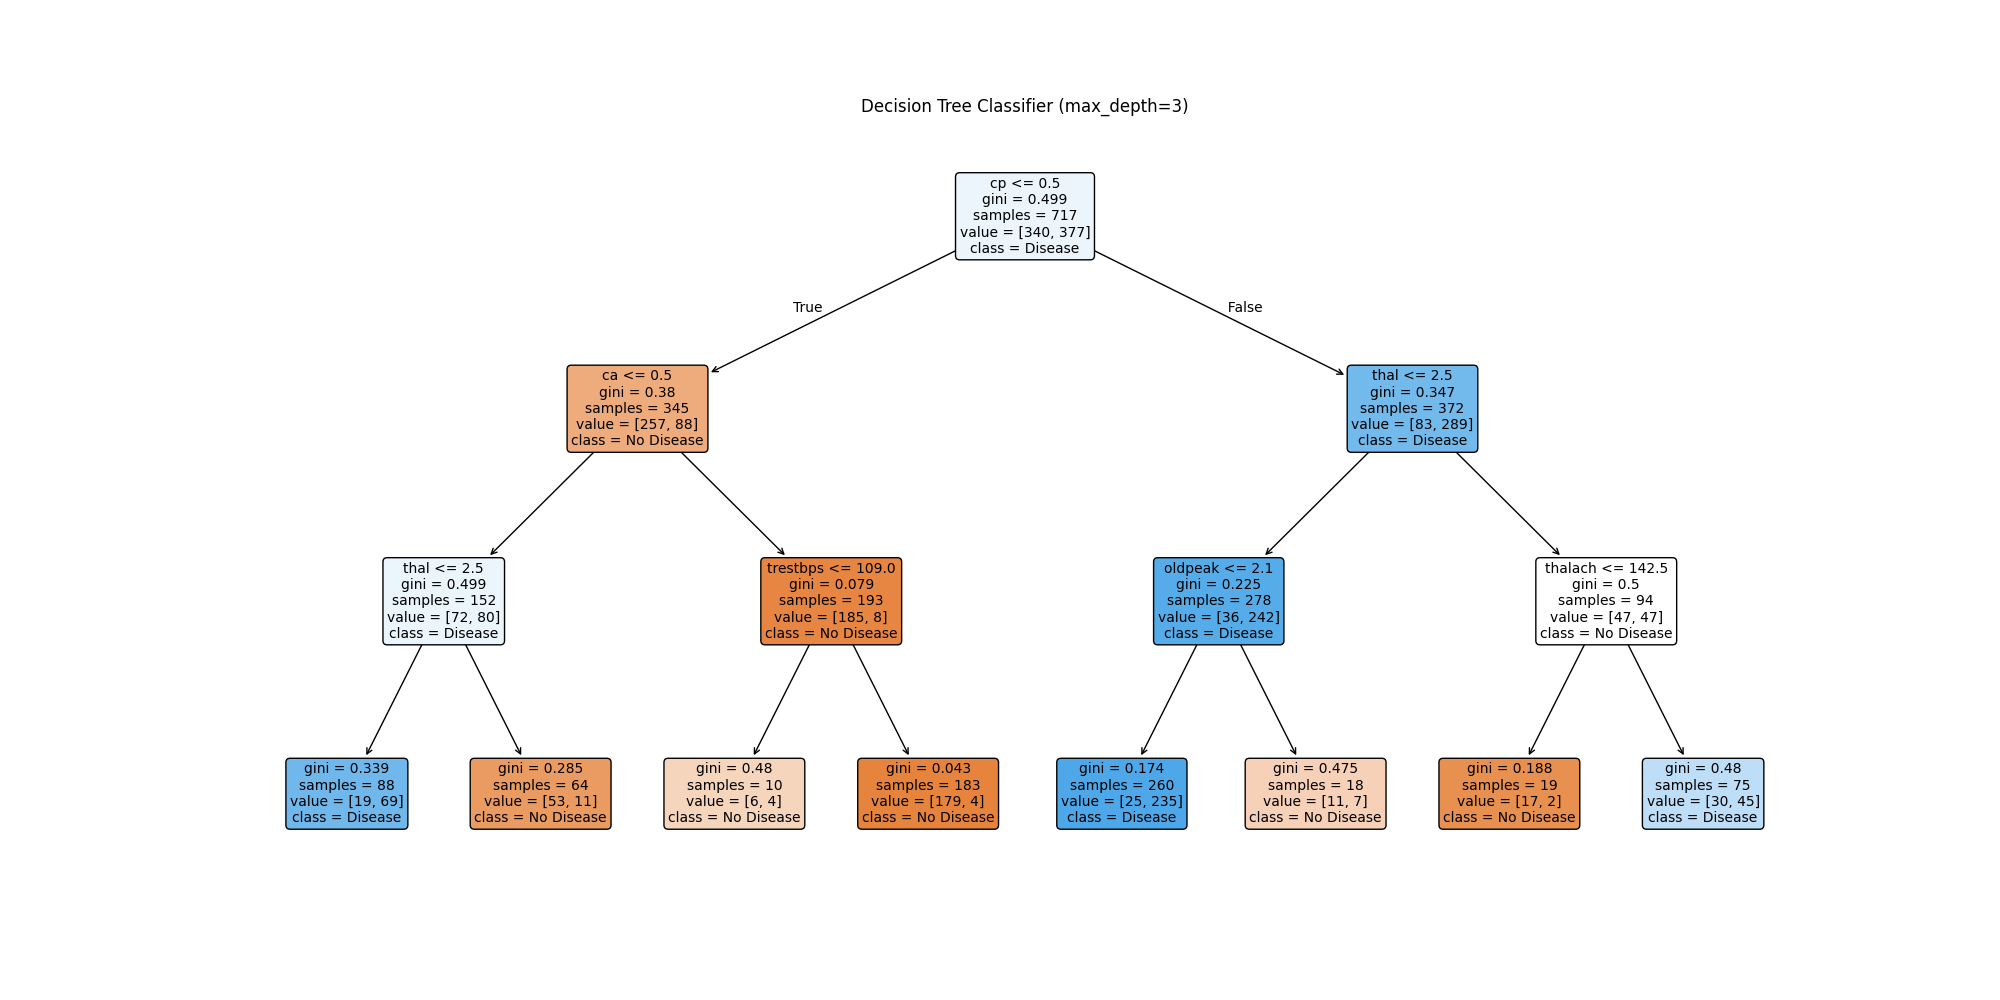 Decision Tree Classifier (max_depth=3)
cp <= 0.5
gini = 0.499
samples = 717
value = [340, 377]
class = Disease
True
False
ca <= 0.5
gini = 0.38
samples = 345
value = [257, 88]
class = No Disease
thal <= 2.5
gini = 0.347
samples = 372
value = [83, 289]
class = Disease
thal <= 2.5
gini = 0.499
samples = 152
value = [72, 80]
class = Disease
trestbps <= 109.0
gini = 0.079
samples = 193
value = [185, 8]
class = No Disease
oldpeak <= 2.1
gini = 0.225
samples = 278
value = [36, 242]
class = Disease
thalach <= 142.5
gini = 0.5
samples = 94
value = [47, 47]
class = No Disease
gini = 0.339
samples = 88
value = [19, 69]
class = Disease
gini = 0.285
samples = 64
value = [53, 11]
class = No Disease
gini = 0.48
samples = 10
value = [6, 4]
class = No Disease
gini = 0.043
samples = 183
value = [179, 4]
class = No Disease
gini = 0.174
samples = 260
value = [25, 235]
class = Disease
gini = 0.475
samples = 18
value = [11, 7]
class = No Disease
gini = 0.188
samples = 19
value = [17, 2]
class = No Disease
gini = 0.48
samples = 75
value = [30, 45]
class = Disease